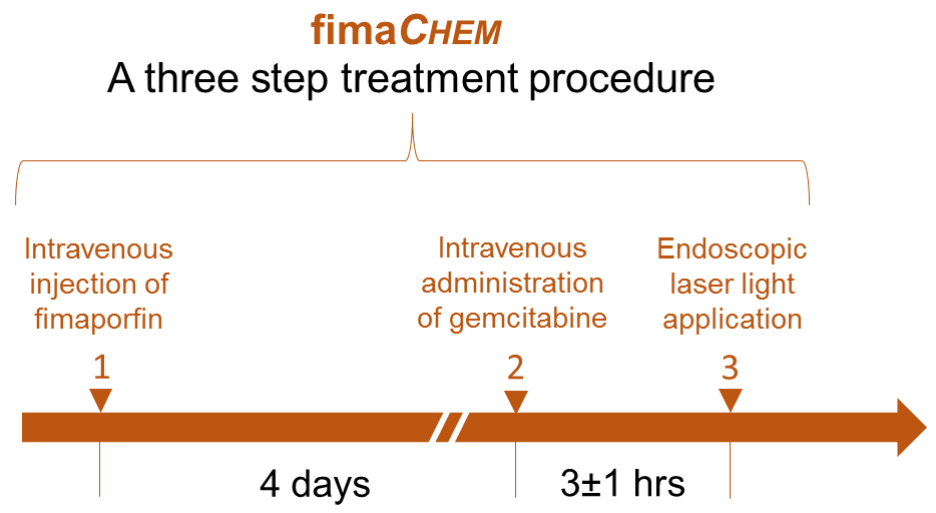 fimaCHEM
A three step treatment procedure
Intravenous
injection of
fimaporfin
1
Intravenous
administration
of gemcitabine
2
Endoscopic
laser light
application
3
4 days
3±1 hrs